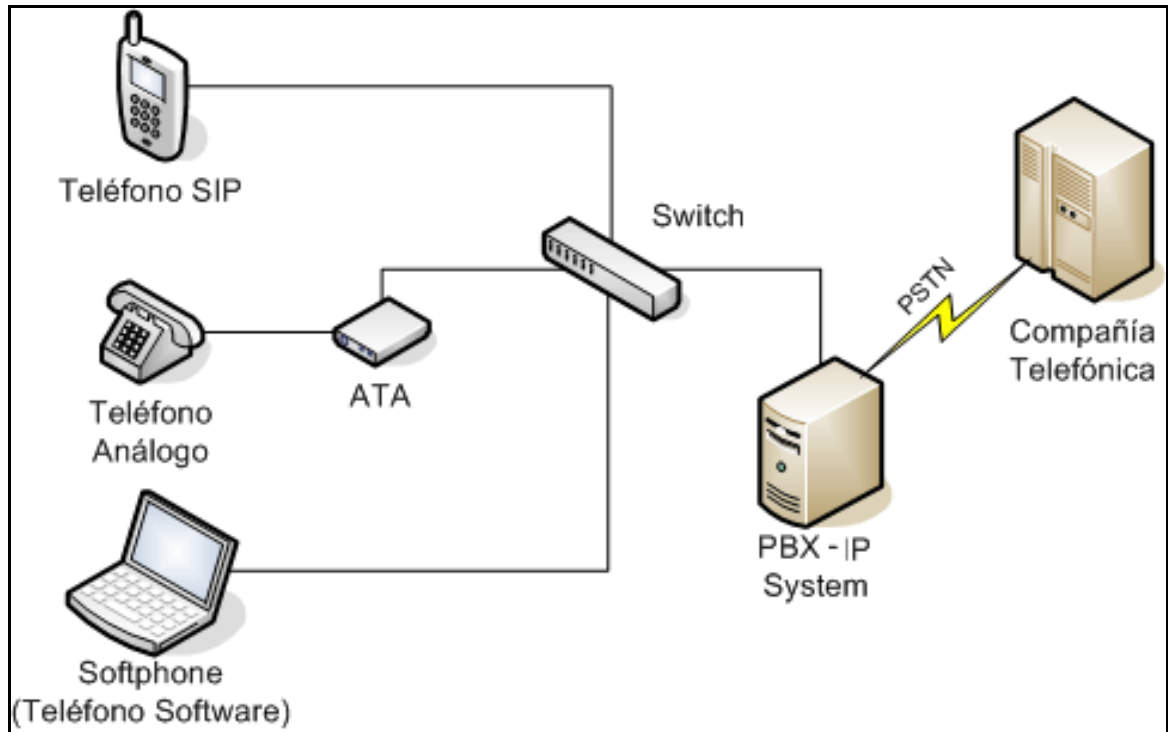 Teléfono SIP
Switch
PSTN
Compañía
Telefónica
Teléfono
Análogo
ATA
PBX - IP
System
Softphone
(Teléfono Software)